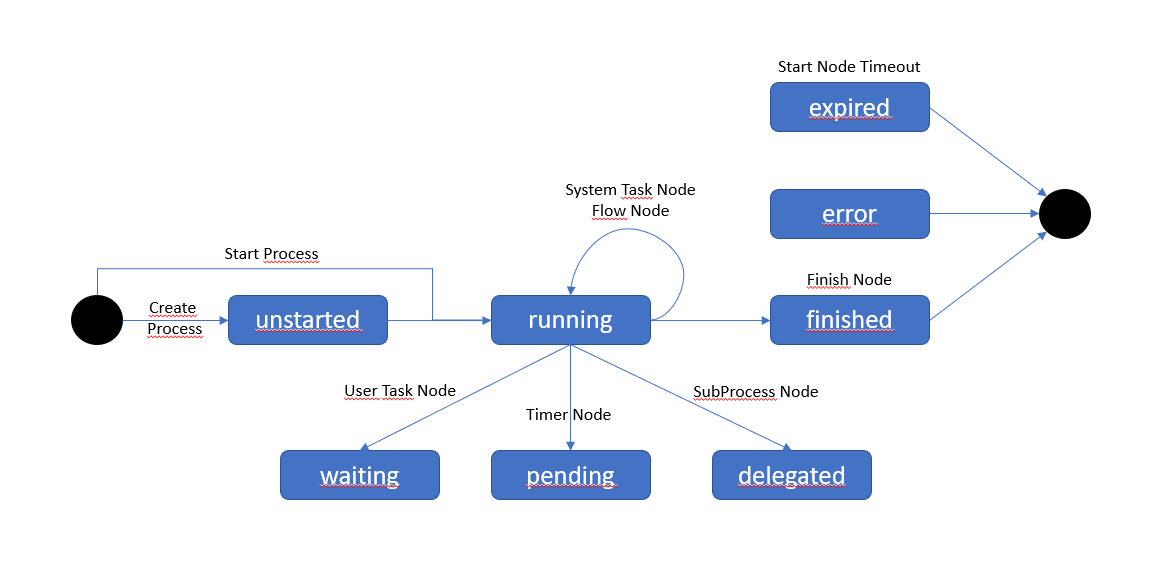 Start Node Timeout
expired
System Task Node
Flow Node
error
Start Process
Finish Node
Create
Process
unstarted
running
finished
User Task Node
Timer Node
SubProcess Node
waiting
pending
delegated